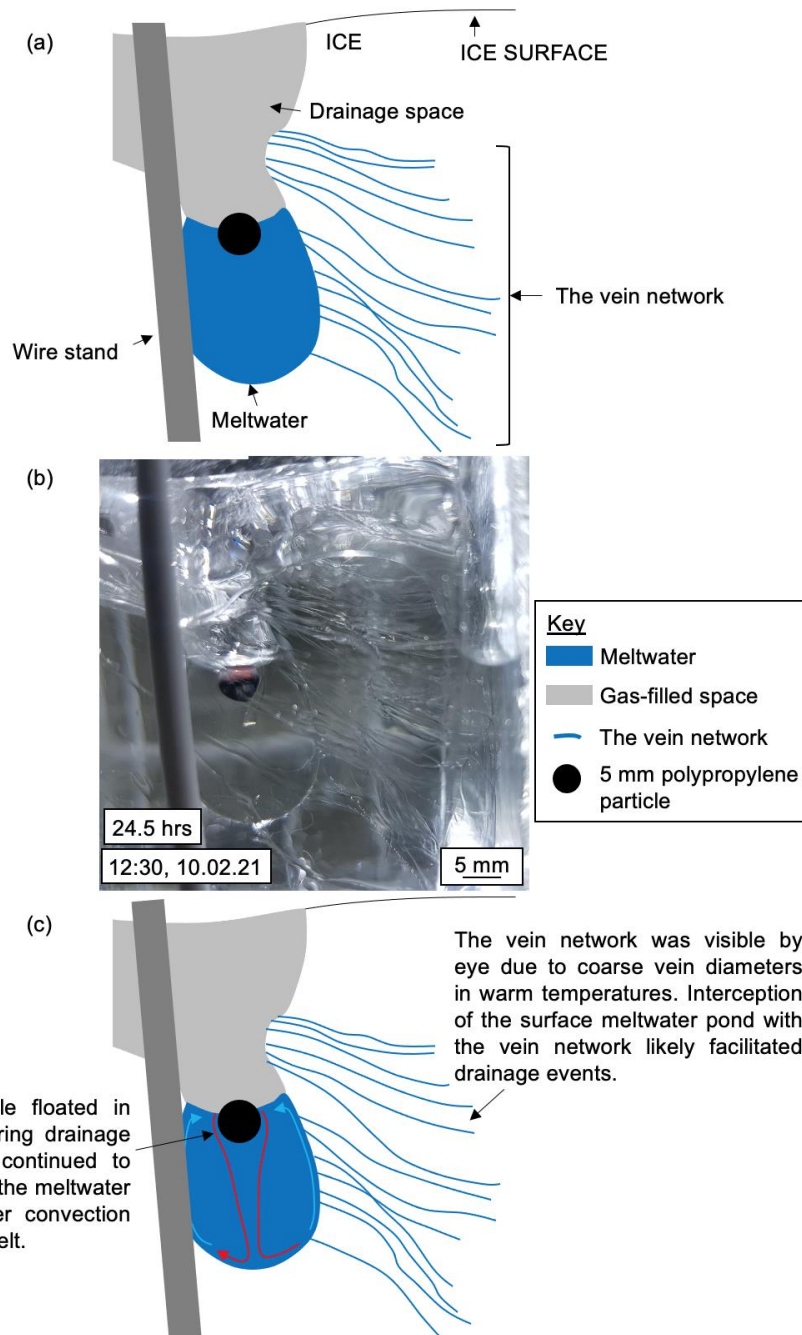 (a)
ICE
ICE SURFACE
Drainage space
The vein network
Wire stand
Meltwater
(b)
24.5 hrs
12:30, 10.02.21
5 mm
Key
Meltwater
Gas-filled space
The vein network
5 mm polypropylene
particle
(c)
The vein network was visible by
eye due to coarse vein diameters
in warm temperatures. Interception
of the surface meltwater pond with
the vein network likely facilitated
drainage events.
floated in
drainage
continued to
the meltwater
convection